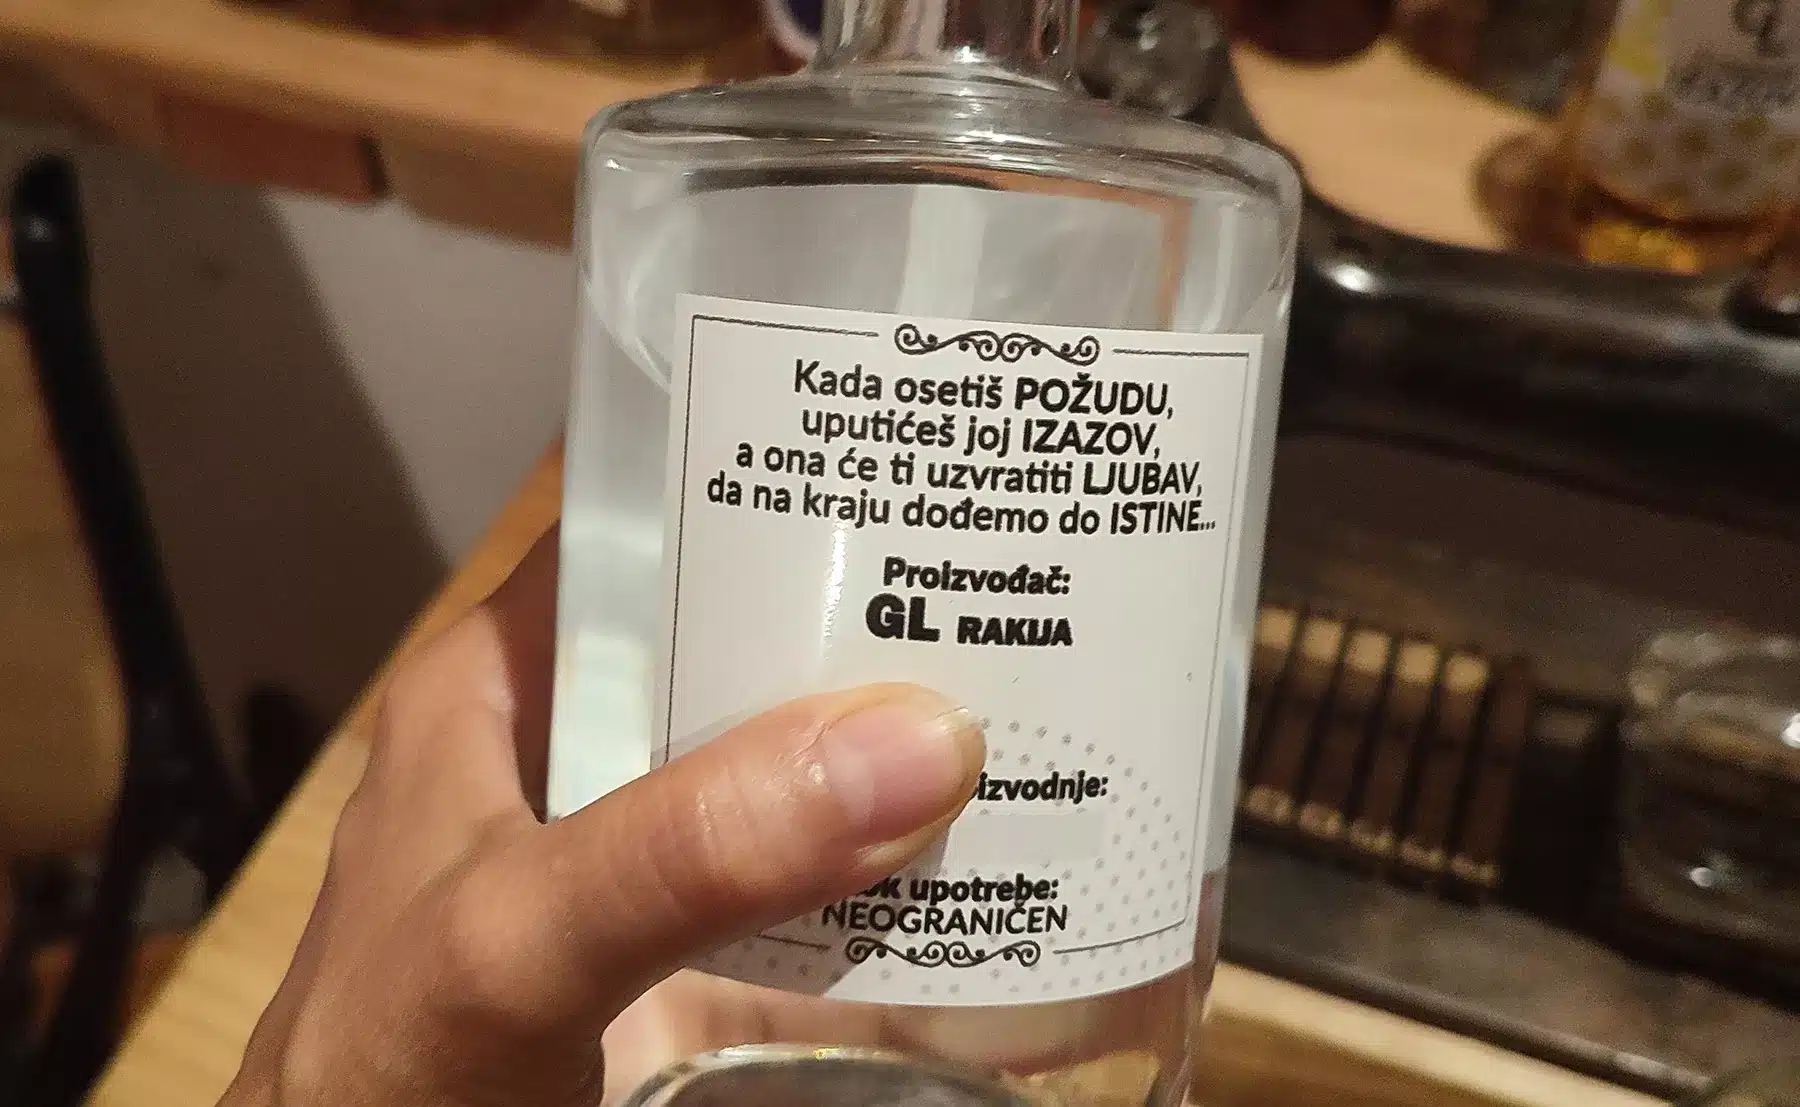 Kada osetiš POŽUDU,
uputićeš joj IZAZOV,
a ona će ti uzvratiti LJUBAV,
da na kraju dođemo do ISTINE...
Proizvođač:
GL RAKIJA
izvodnje:
upotrebe:
NEOGRANIČEN